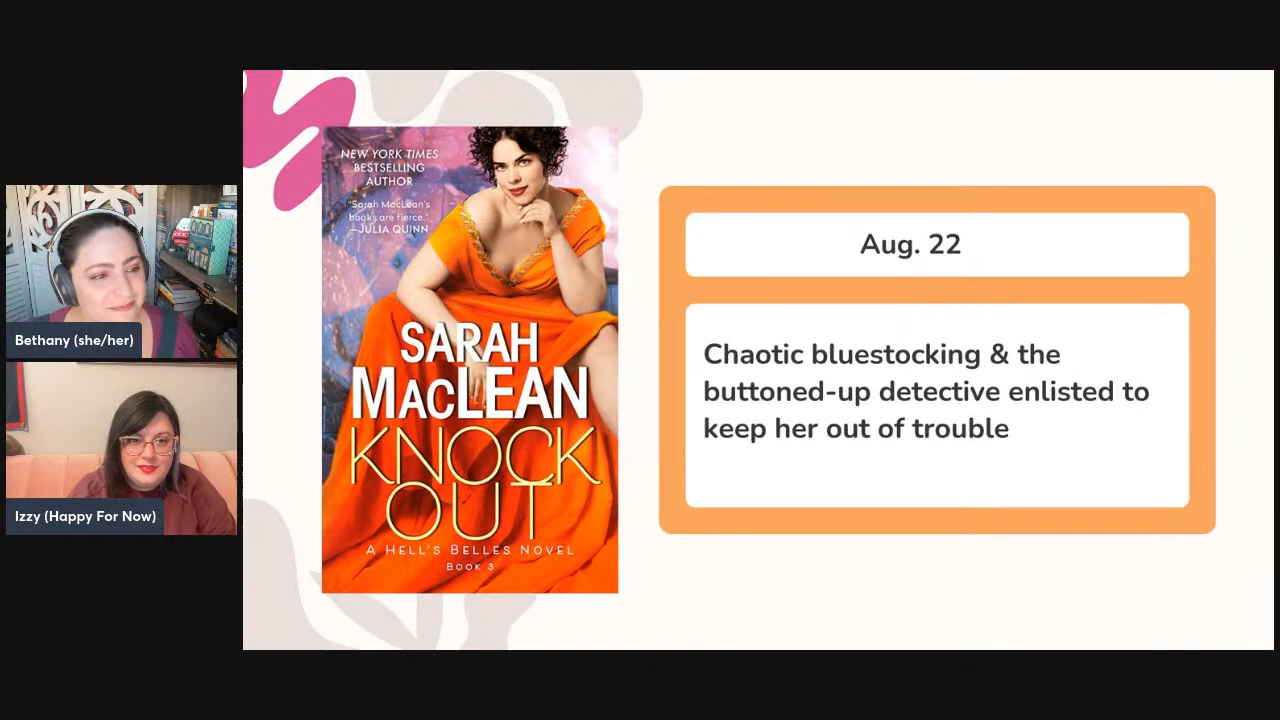 NEW YORK TIMES
BESTSELLING
AUTHOR
"Sarah MacLean's
books are fierce."
—JULIA QUINN
SARAH
MACLEAN
KNOCK
OUT
A HELL'S BELLES NOVEL
BOOK 3
Aug. 22
Chaotic bluestocking & the
buttoned-up detective enlisted to
keep her out of trouble
Bethany (she/her)
Izzy (Happy For Now)